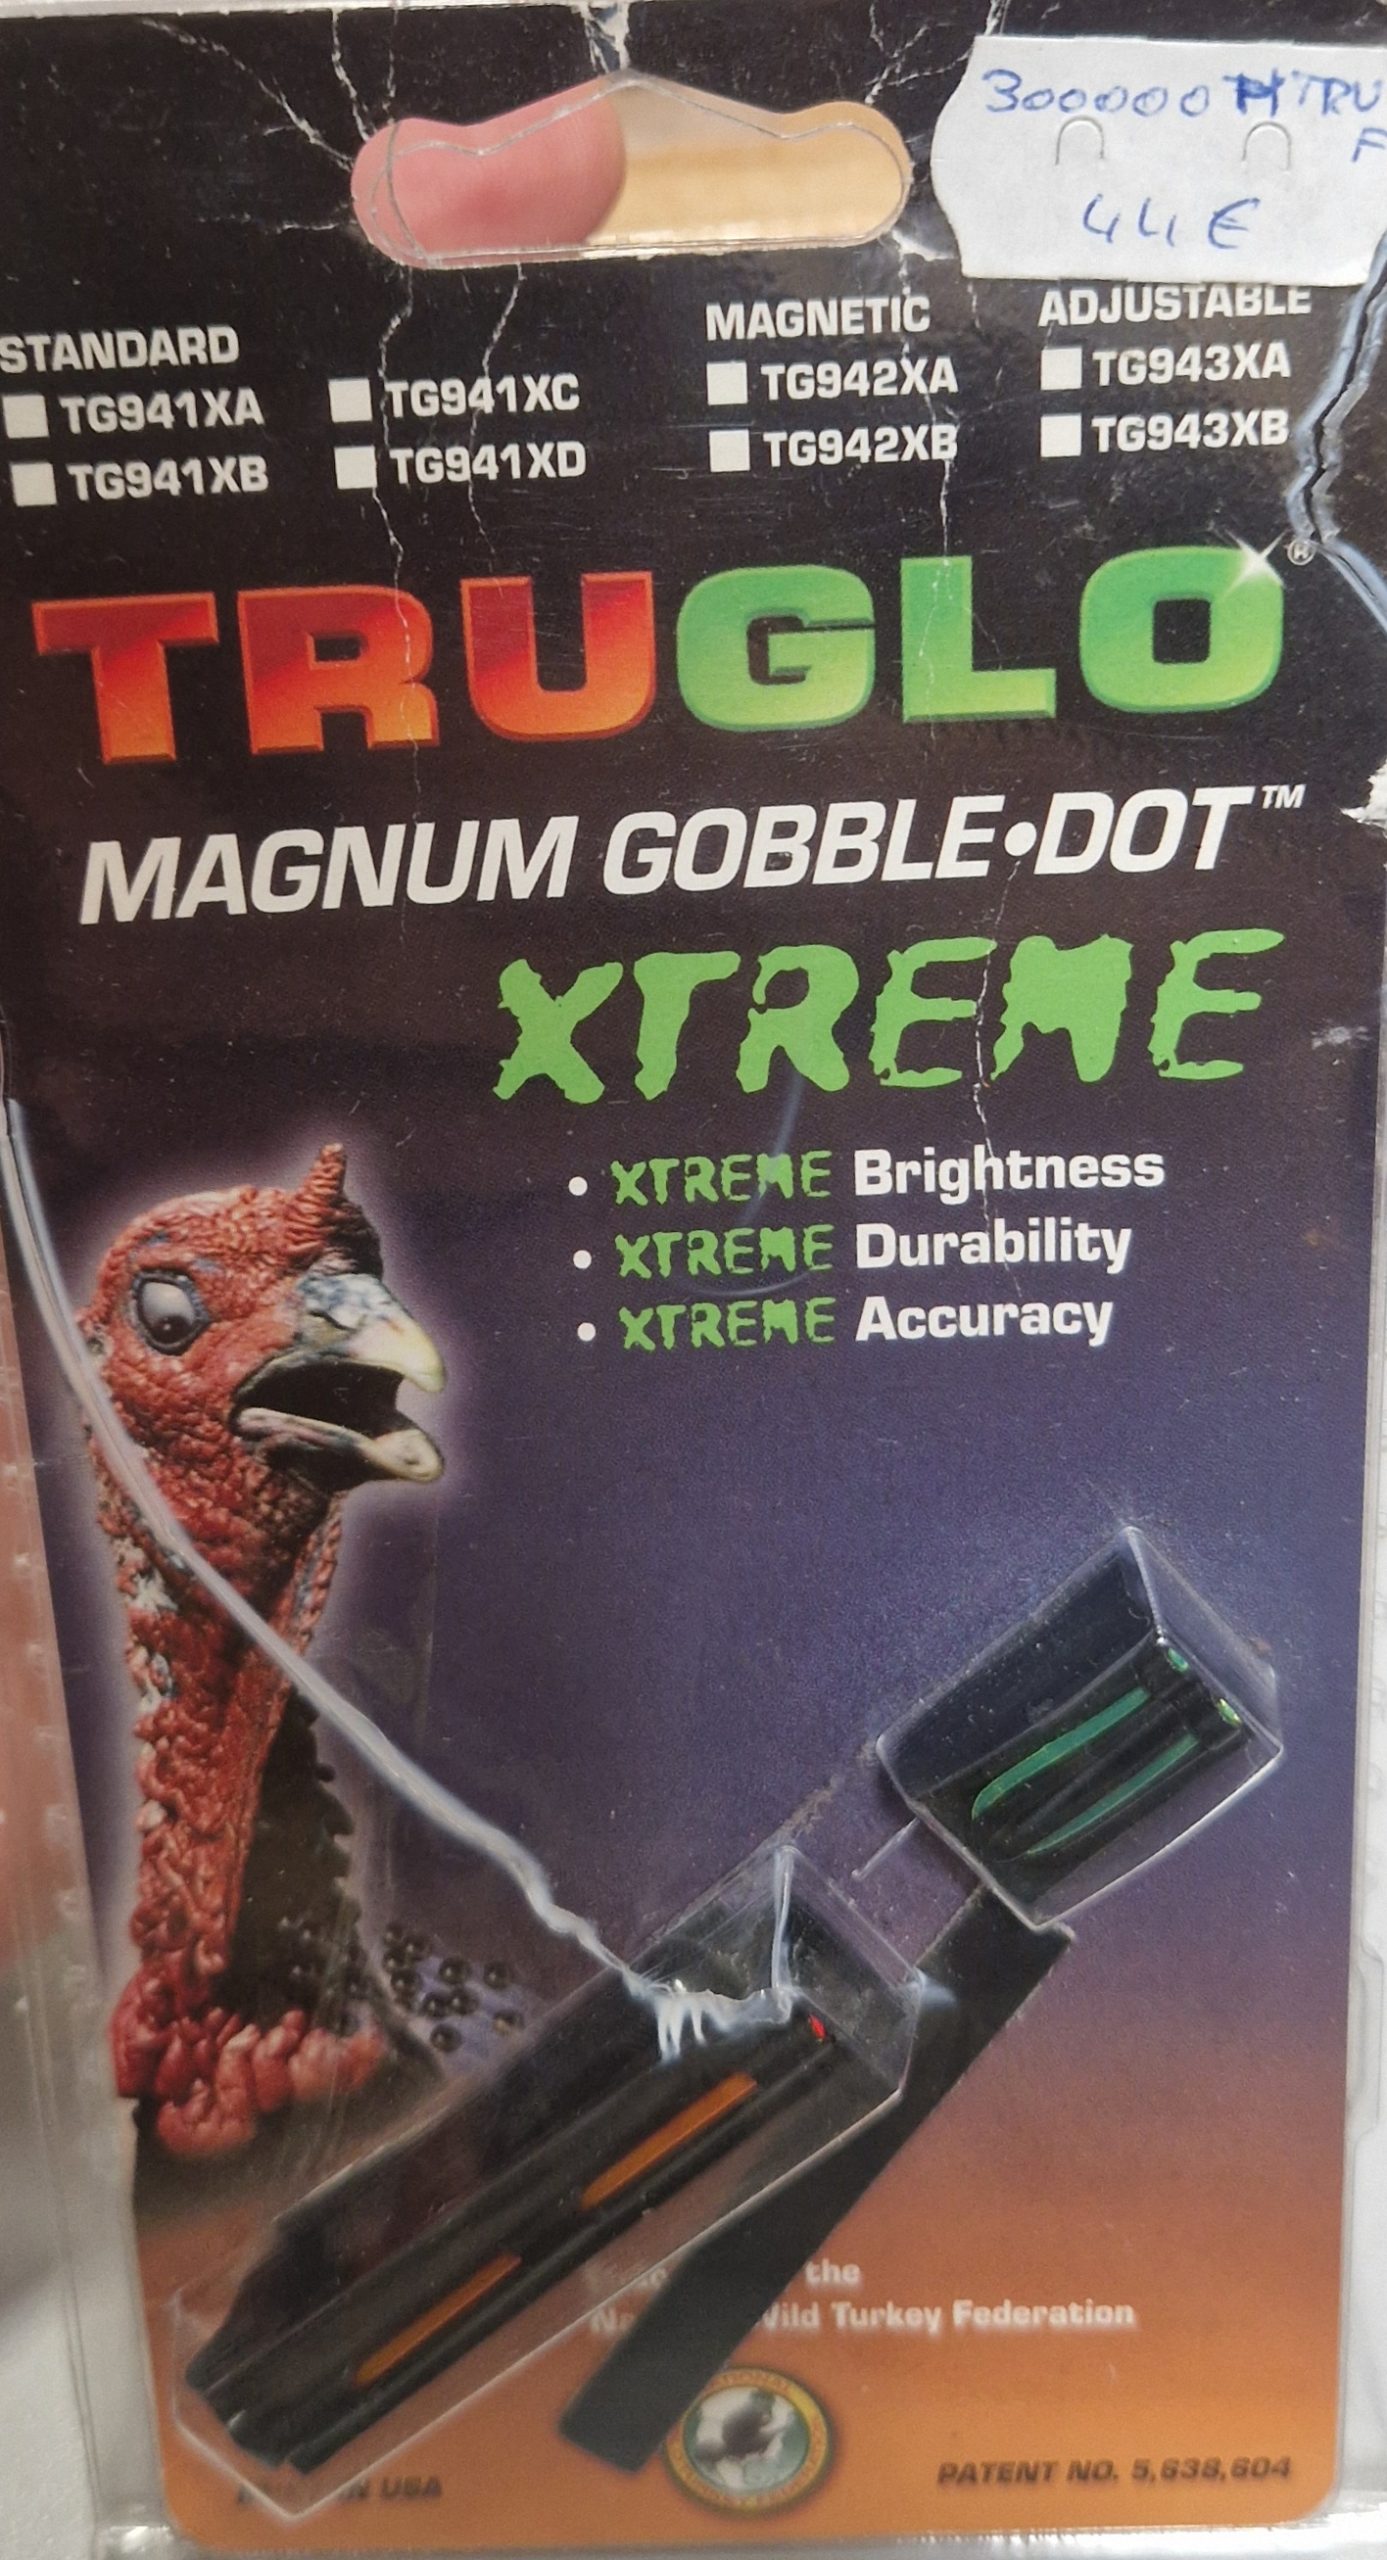 300000 TRU
F
44 €
STANDARD
TG941XA
TG941XB
TG941XC
TG941XD
MAGNETIC
TG942XA
TG942XB
ADJUSTABLE
TG943XA
TG943XB
TRUGLO®
MAGNUM GOBBLE•DOT™
XTREME
• XTREME Brightness
• XTREME Durability
• XTREME Accuracy
the
Wild Turkey Federation
IN USA
PATENT NO. 5,638,604